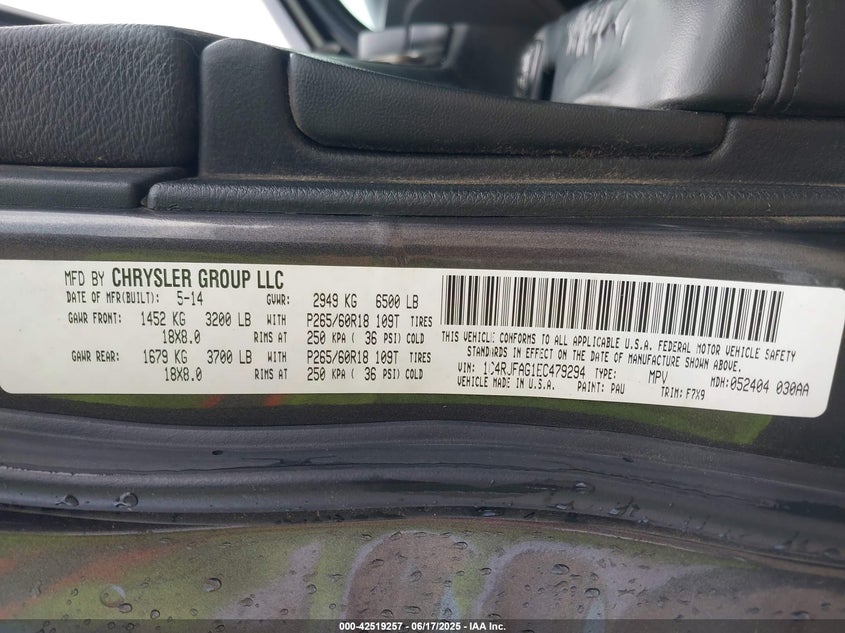 MFD BY CHRYSLER GROUP LLC
DATE OF MFR(BUILT): 5-14 GVWR: 2949 KG 6500 LB
GAWR FRONT: 1452 KG 3200 LB WITH P265/60R18 109T TIRES
18X8.0 RIMS AT 250 KPA ( 36 PSI) COLD
GAWR REAR: 1679 KG 3700 LB WITH P265/60R18 109T TIRES
18X8.0 RIMS AT 250 KPA ( 36 PSI) COLD
THIS VEHICLE CONFORMS TO ALL APPLICABLE U.S.A. FEDERAL MOTOR VEHICLE SAFETY
STANDARDS IN EFFECT ON THE DATE OF MANUFACTURE SHOWN ABOVE.
VIN: 1C4RJFAG1EC479294 TYPE: MPV MDH: 052404 030AA
VEHICLE MADE IN U.S.A. PAINT: PAU TRIM: F7X9
000-42519257 - 06/17/2025 - IAA Inc.